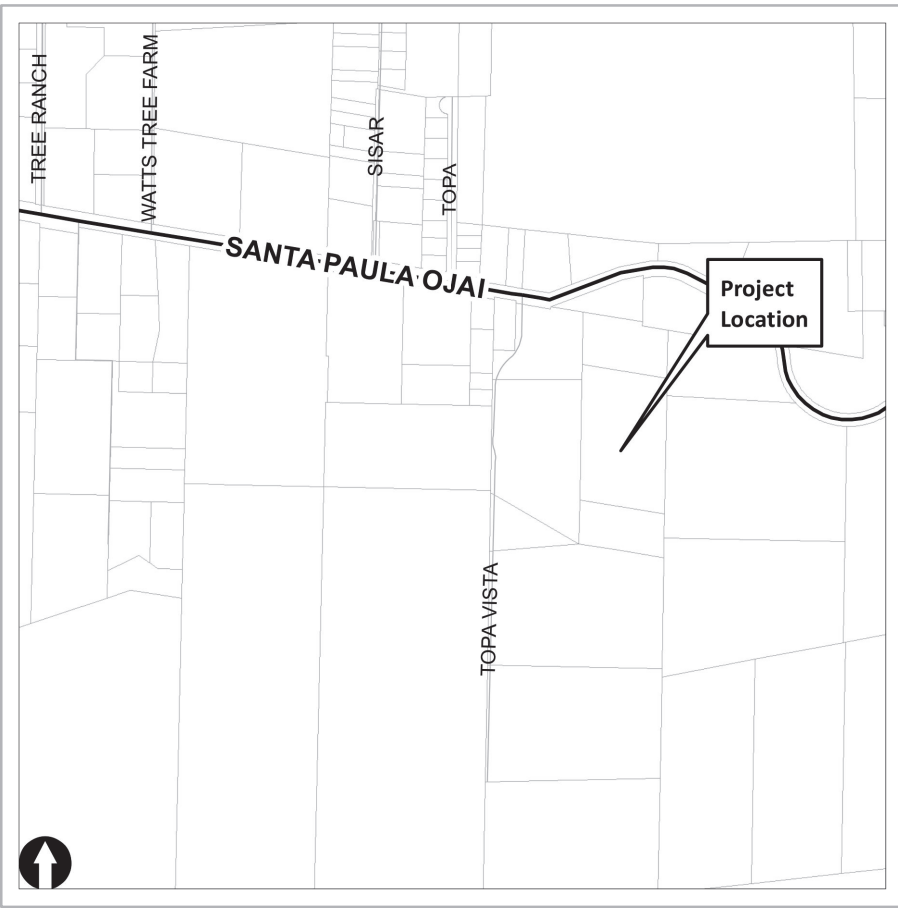 TREE RANCH
WATTS TREE FARM
SISAR
TOPA
SANTA PAULA OJAI
Project
Location
TOPA VISTA